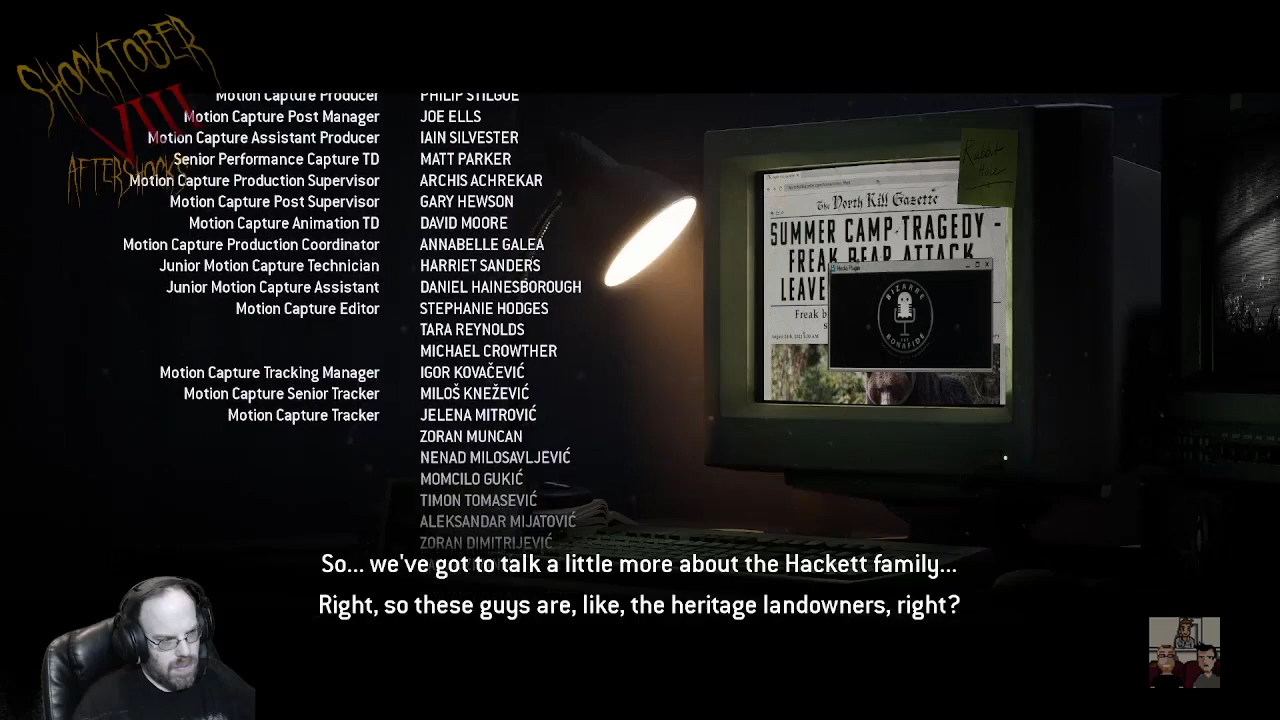 SHOCKTOBER
VIII
AFTERSHOCKS
Motion Capture Producer PHILIP STILGUE
Motion Capture Post Manager JOE ELLS
Motion Capture Assistant Producer IAIN SILVESTER
Senior Performance Capture TD MATT PARKER
Motion Capture Production Supervisor ARCHIS ACHREKAR
Motion Capture Post Supervisor GARY HEWSON
Motion Capture Animation TD DAVID MOORE
Motion Capture Production Coordinator ANNABELLE GALEA
Junior Motion Capture Technician HARRIET SANDERS
Junior Motion Capture Assistant DANIEL HAINESBOROUGH
Motion Capture Editor STEPHANIE HODGES
TARA REYNOLDS
MICHAEL CROWTHER
Motion Capture Tracking Manager IGOR KOVAČEVIĆ
Motion Capture Senior Tracker MILOŠ KNEŽEVIĆ
Motion Capture Tracker JELENA MITROVIĆ
ZORAN MUNCAN
NENAD MILOSAVLJEVIĆ
MOMCILO GUKIĆ
TIMON TOMASEVIĆ
ALEKSANDAR MIJATOVIĆ
ZORAN DIMITRIJEVIĆ
Rabbit
Hole
The North Kill Gazette
SUMMER CAMP TRAGEDY -
FREAK BEAR ATTACK
LEAVE
Freak b
Media Player
BIZARRE
BONAFIDE
So... we've got to talk a little more about the Hackett family...
Right, so these guys are, like, the heritage landowners, right?